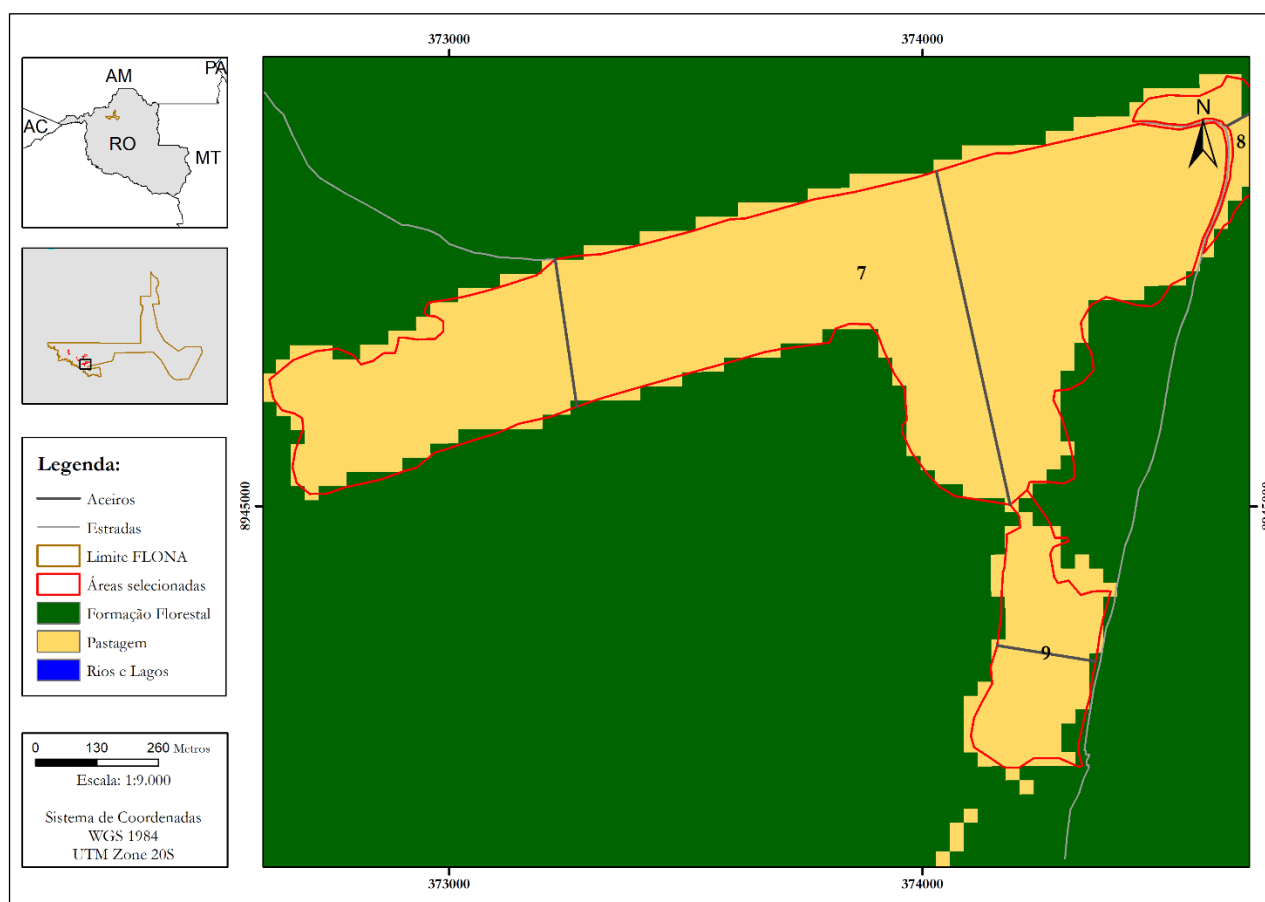 AM
PA
AC
RO
MT
Legenda:
Aceiros
Estradas
Limite FLONA
Áreas selecionadas
Formação Florestal
Pastagem
Rios e Lagos
0 130 260 Metros
Escala: 1:9.000
Sistema de Coordenadas
WGS 1984
UTM Zone 20S
373000 374000
N
8
7
8945000 8945000
9
373000 374000